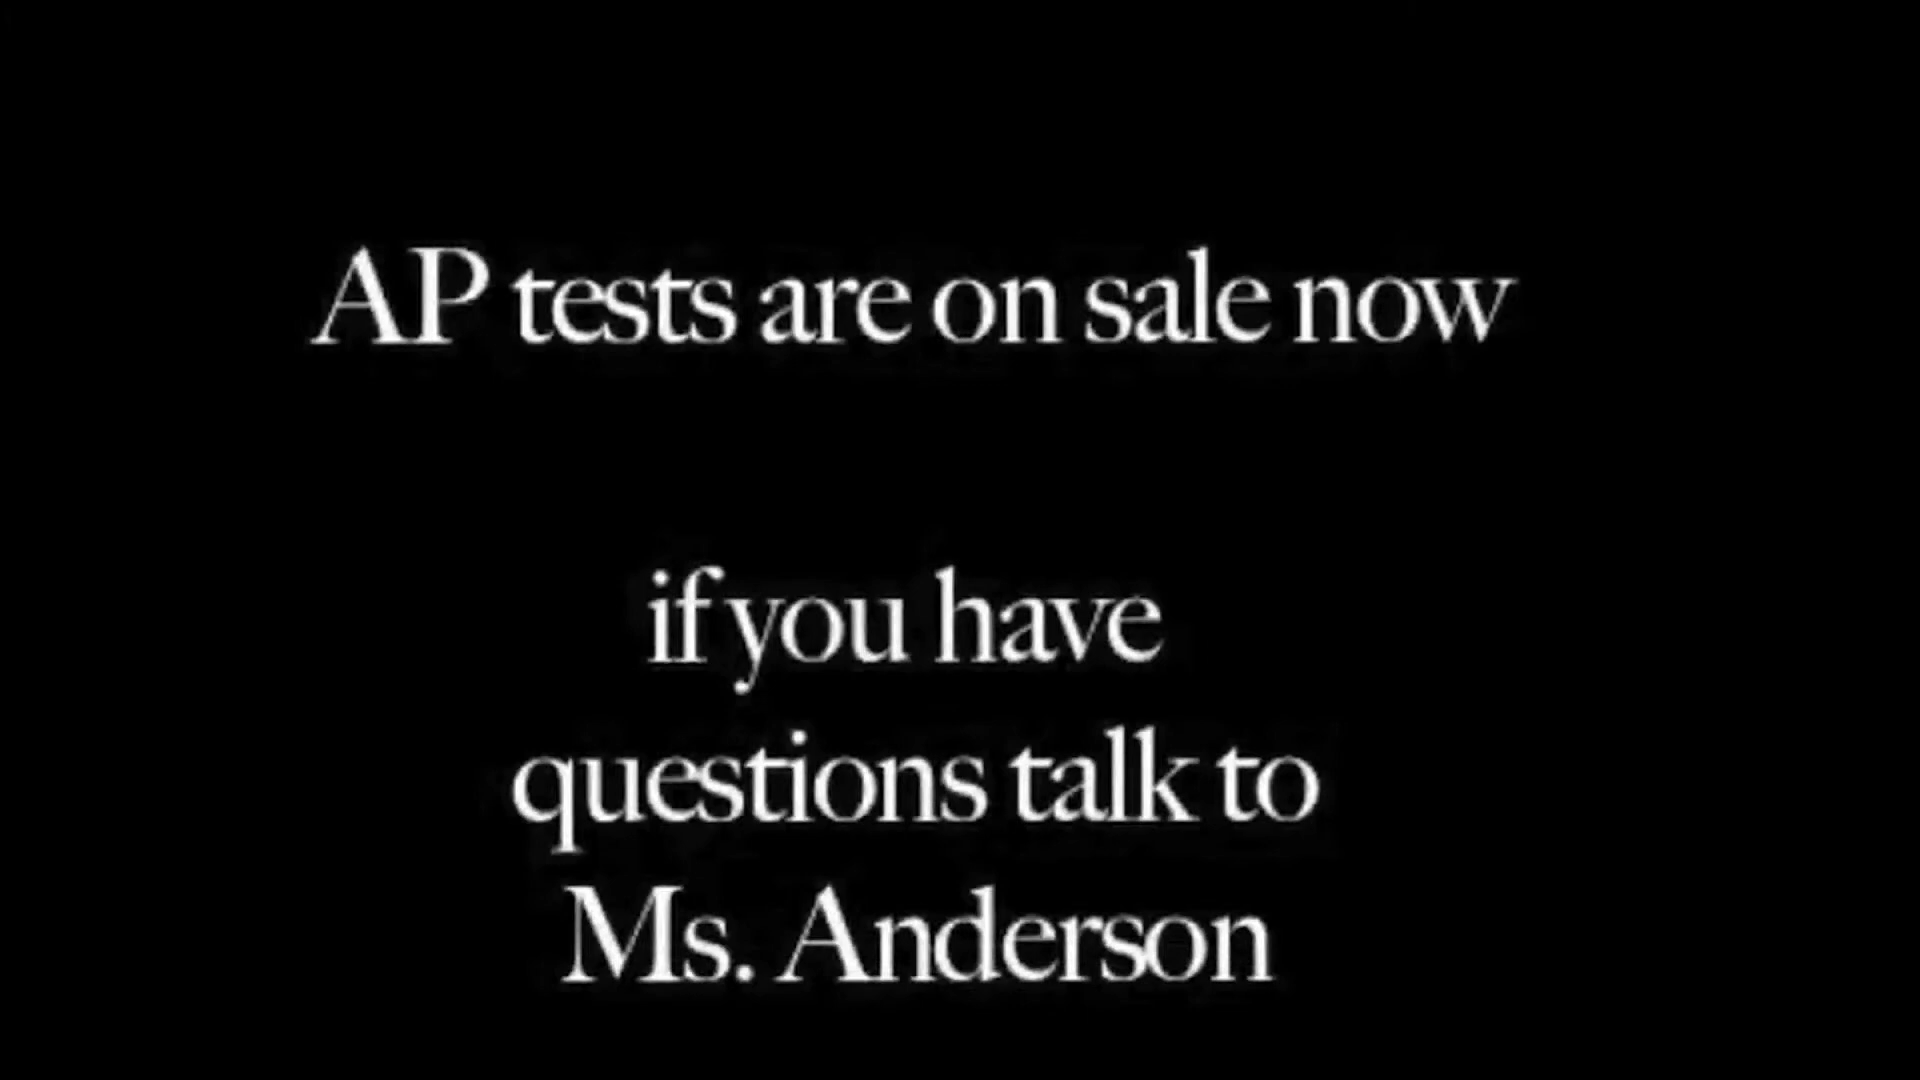 AP tests are on sale now
if you have
questions talk to
Ms. Anderson